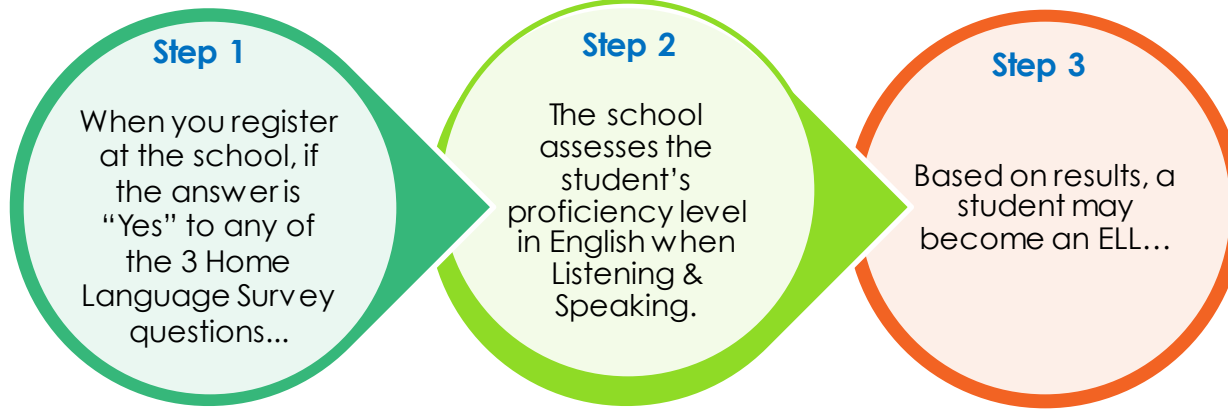 Step 1
When you register
at the school, if
the answer is
“Yes” to any of
the 3 Home
Language Survey
questions...
Step 2
The school
assesses the
student’s
proficiency level
in English when
Listening &
Speaking.
Step 3
Based on results, a
student may
become an ELL…